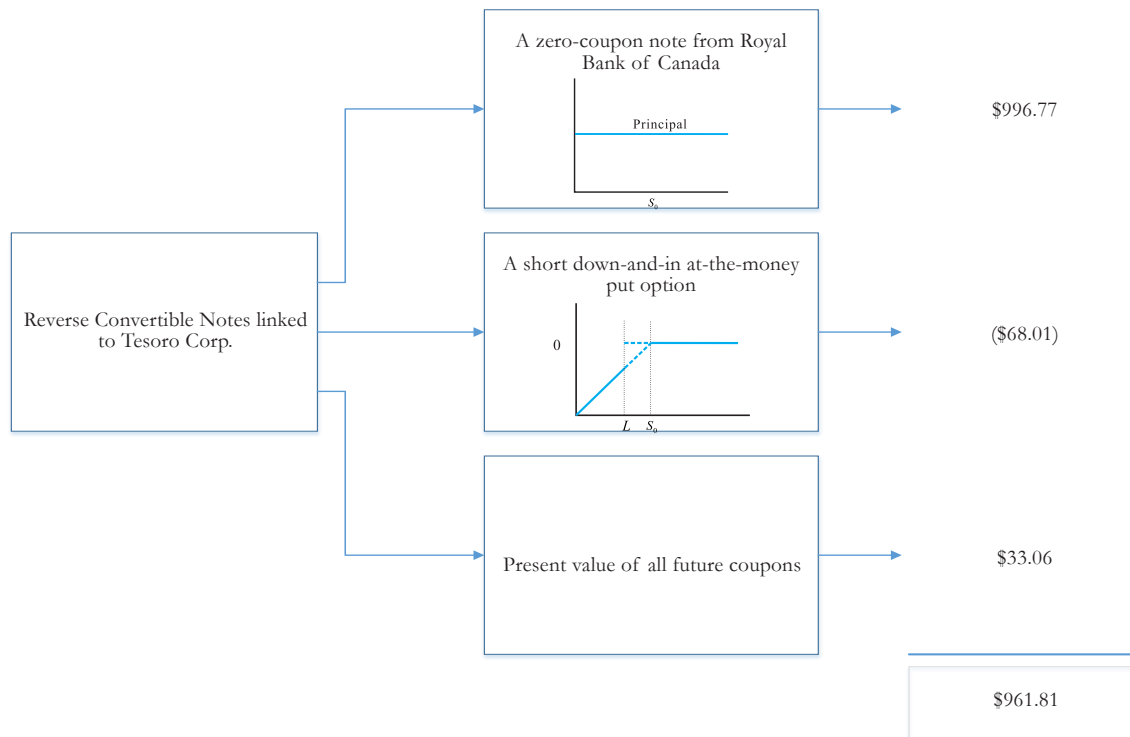 A zero-coupon note from Royal
Bank of Canada
Principal
S₀
$996.77
Reverse Convertible Notes linked
to Tesoro Corp.
A short down-and-in at-the-money
put option
0
L S₀
($68.01)
Present value of all future coupons
$33.06
$961.81